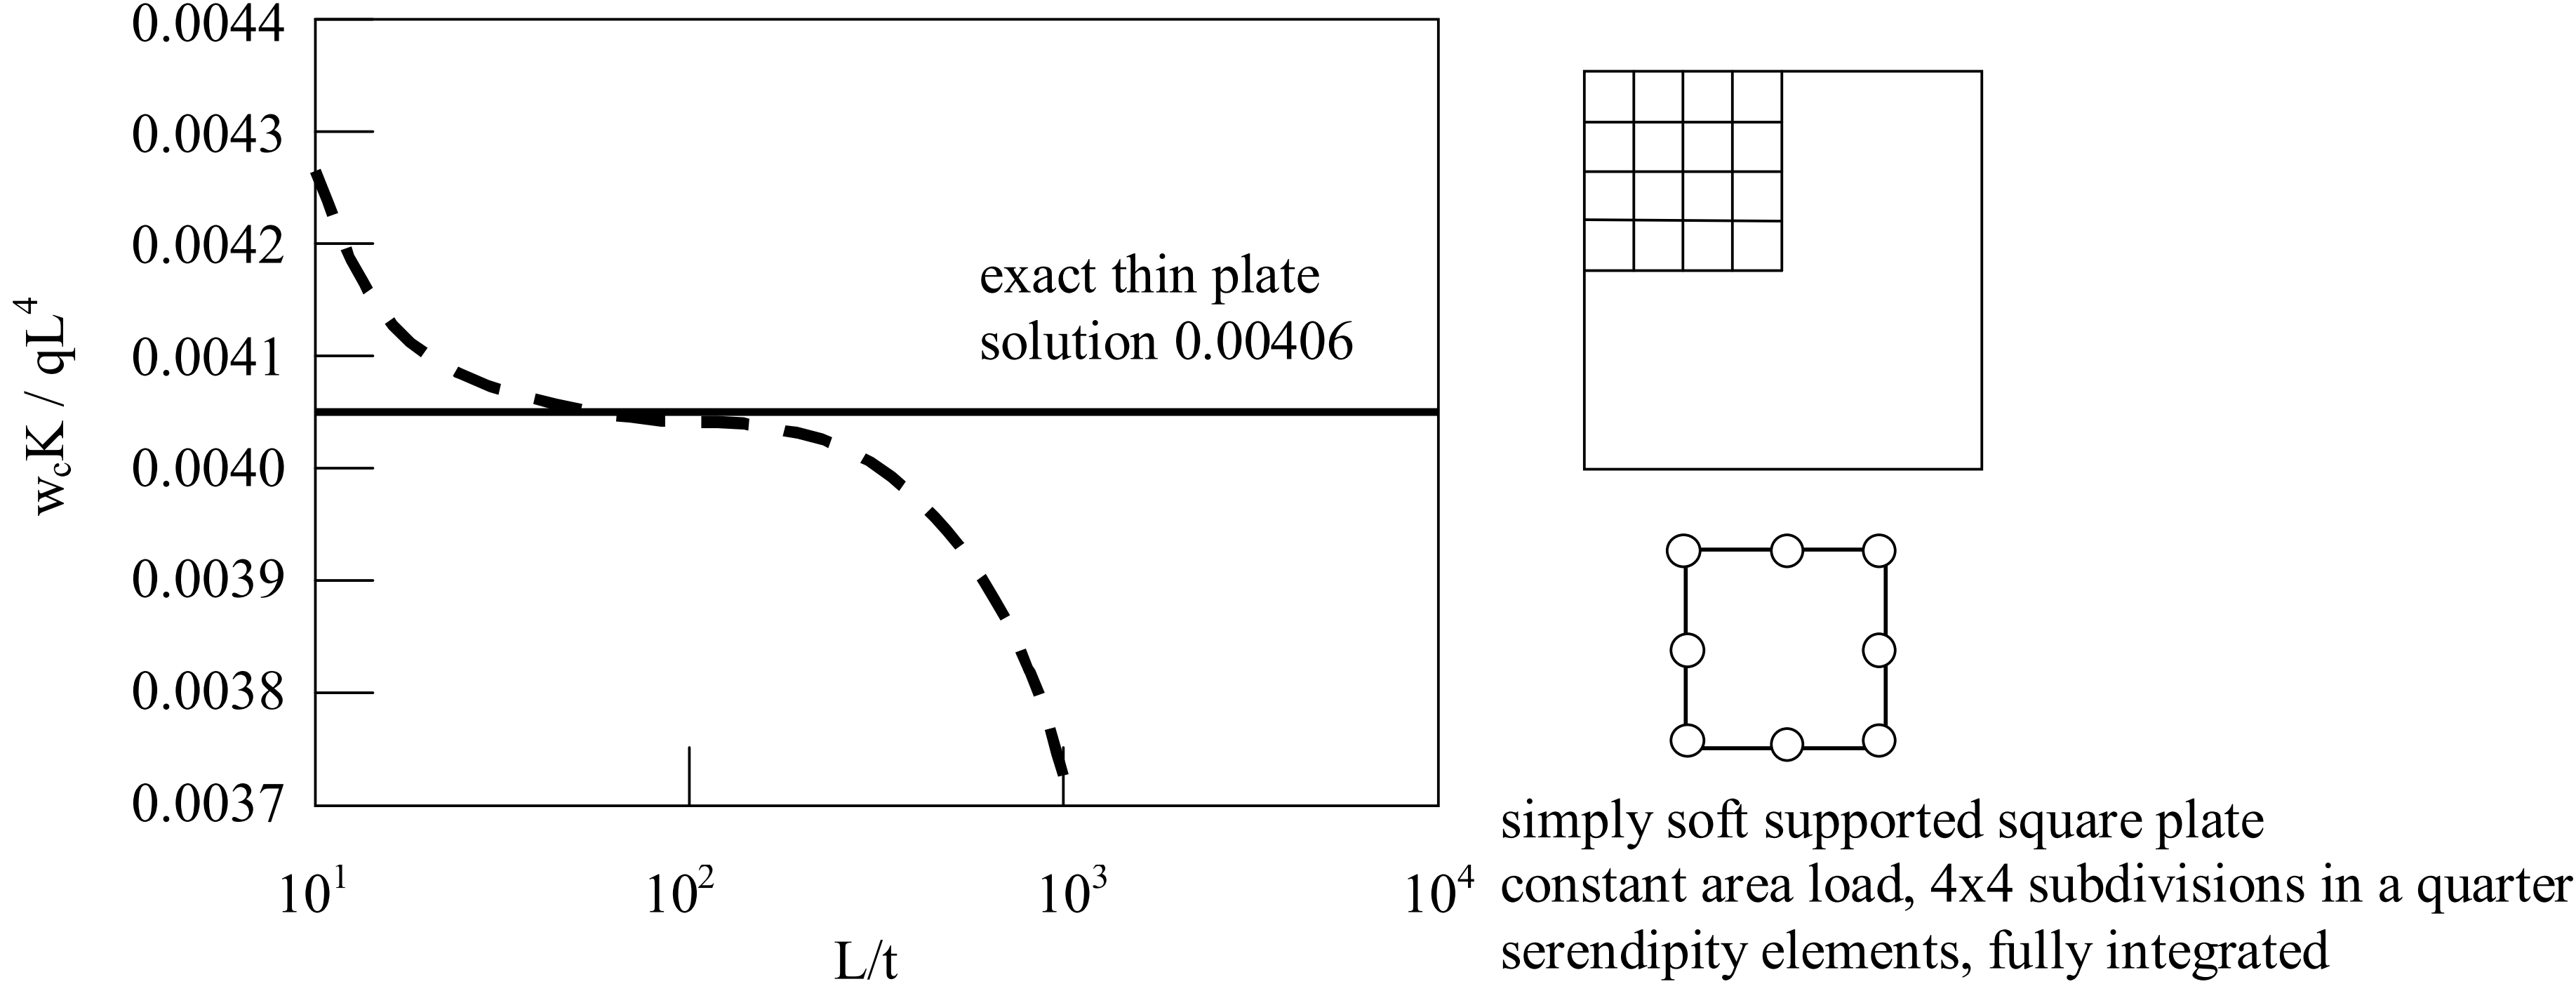 0.0044
0.0043
0.0042
0.0041
0.0040
0.0039
0.0038
0.0037
w_cK / qL^4
10^1
10^2
10^3
10^4
L/t
exact thin plate
solution 0.00406
simply soft supported square plate
constant area load, 4x4 subdivisions in a quarter
serendipity elements, fully integrated